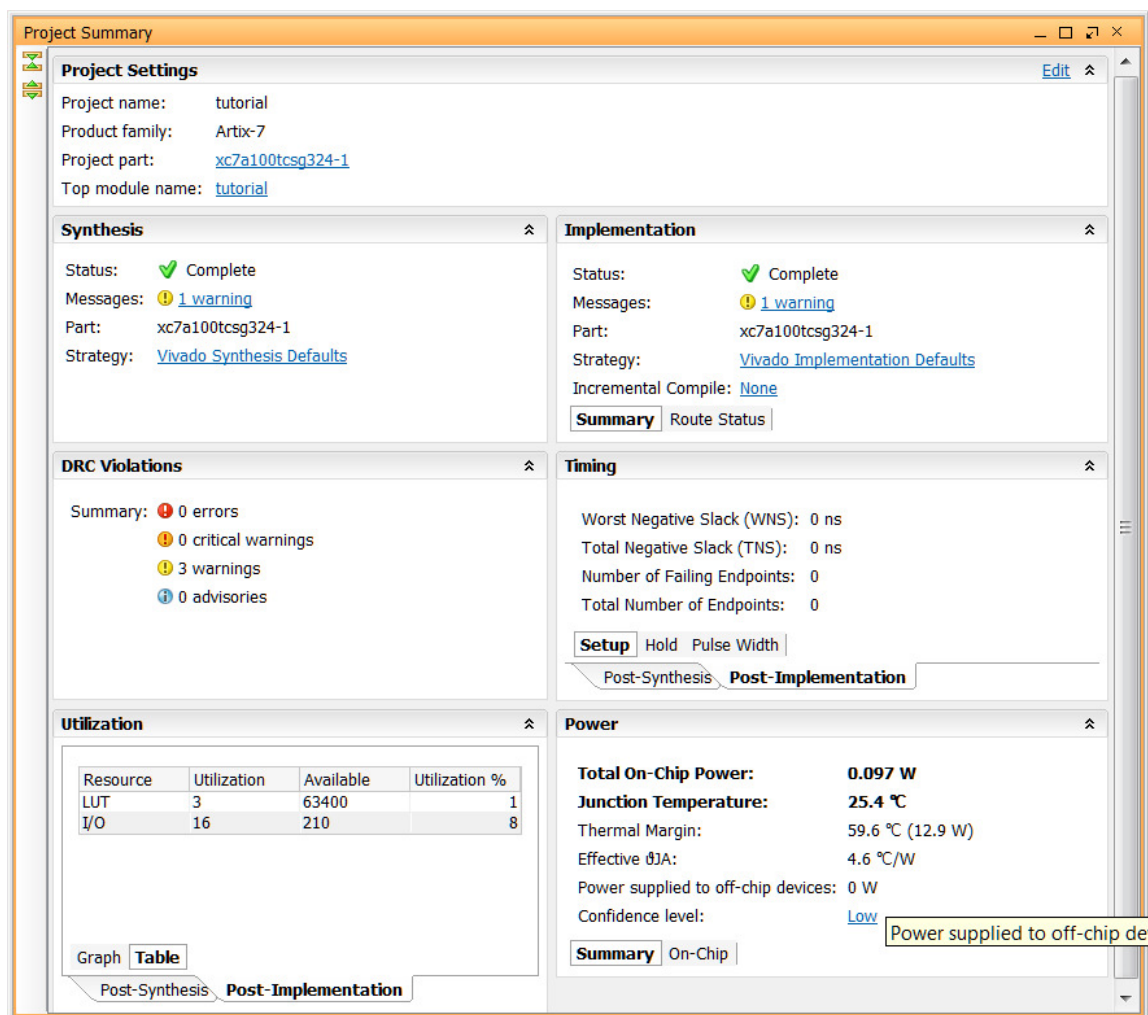 Project Summary
Project Settings
Edit
Project name: tutorial
Product family: Artix-7
Project part: xc7a100tcsg324-1
Top module name: tutorial
Synthesis
Status: Complete
Messages: 1 warning
Part: xc7a100tcsg324-1
Strategy: Vivado Synthesis Defaults
Implementation
Status: Complete
Messages: 1 warning
Part: xc7a100tcsg324-1
Strategy: Vivado Implementation Defaults
Incremental Compile: None
Summary Route Status
DRC Violations
Summary: 0 errors
0 critical warnings
3 warnings
0 advisories
Timing
Worst Negative Slack (WNS): 0 ns
Total Negative Slack (TNS): 0 ns
Number of Failing Endpoints: 0
Total Number of Endpoints: 0
Setup Hold Pulse Width
Post-Synthesis Post-Implementation
Utilization
Resource Utilization Available Utilization %
LUT 3 63400 1
I/O 16 210 8
Graph Table
Post-Synthesis Post-Implementation
Power
Total On-Chip Power: 0.097 W
Junction Temperature: 25.4 ℃
Thermal Margin: 59.6 ℃ (12.9 W)
Effective ϑJA: 4.6 ℃/W
Power supplied to off-chip devices: 0 W
Confidence level: Low
Power supplied to off-chip de
Summary On-Chip